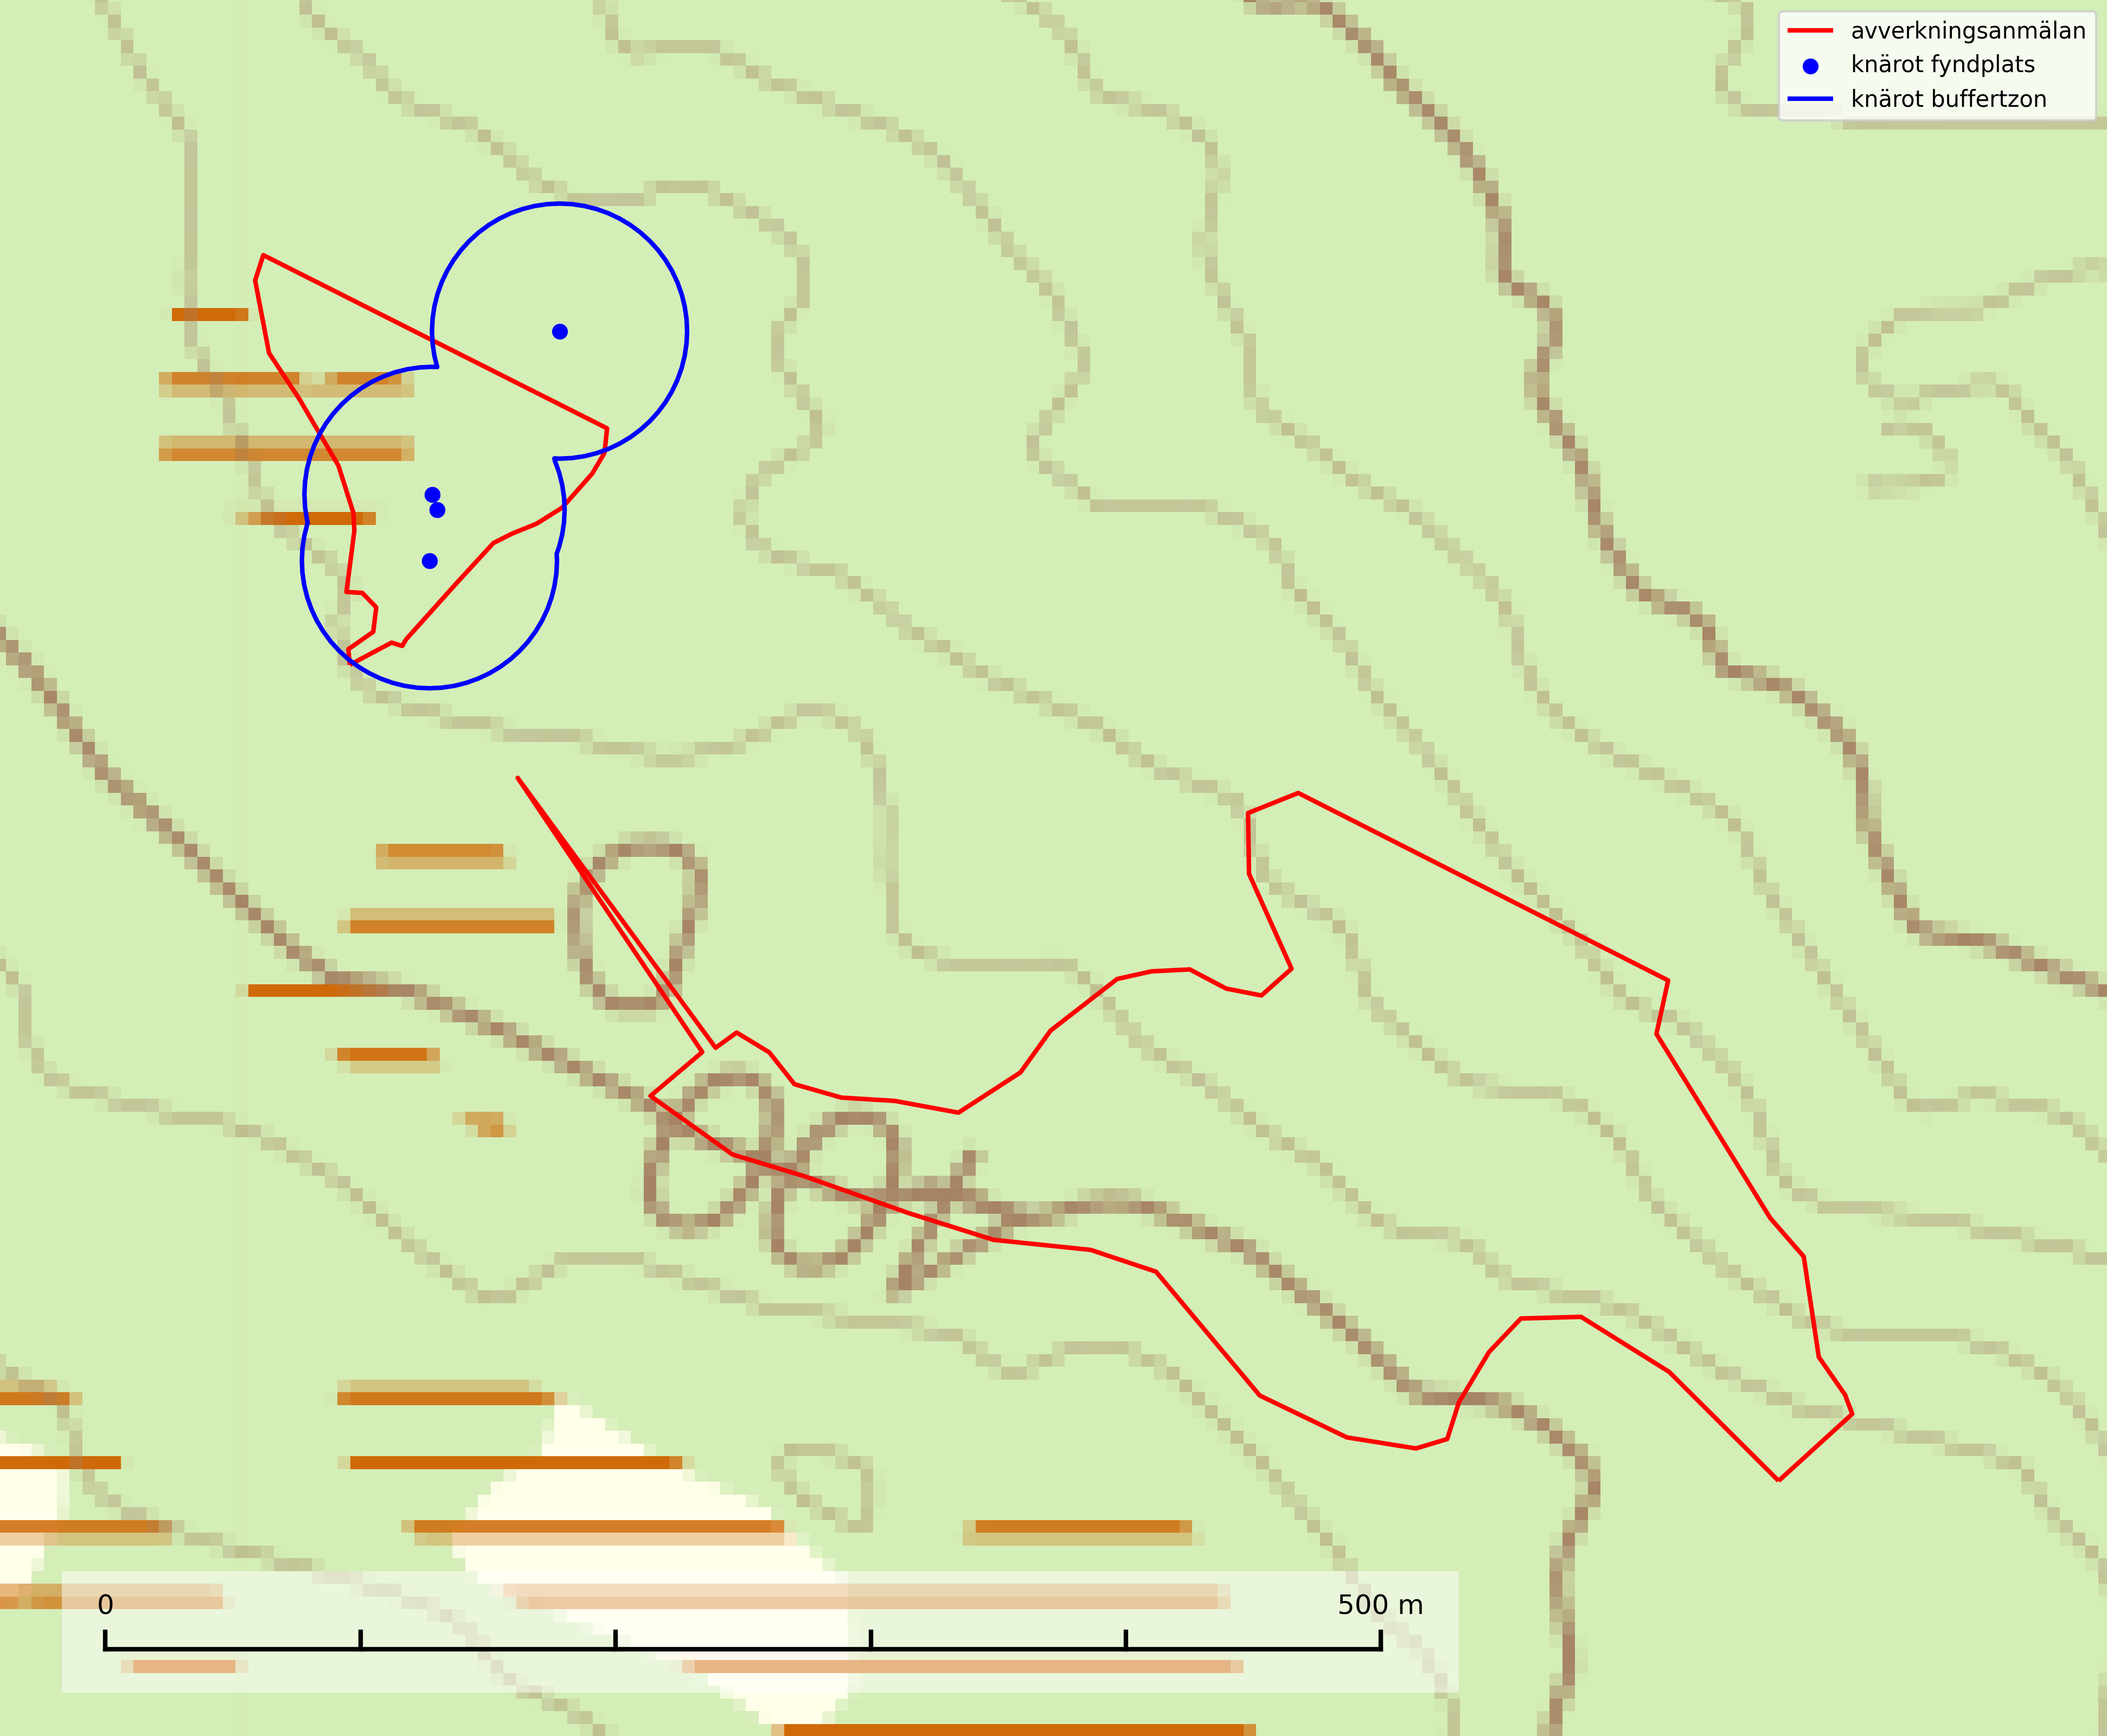 avverkningsanmälan
knärot fyndplats
knärot buffertzon
0 500 m